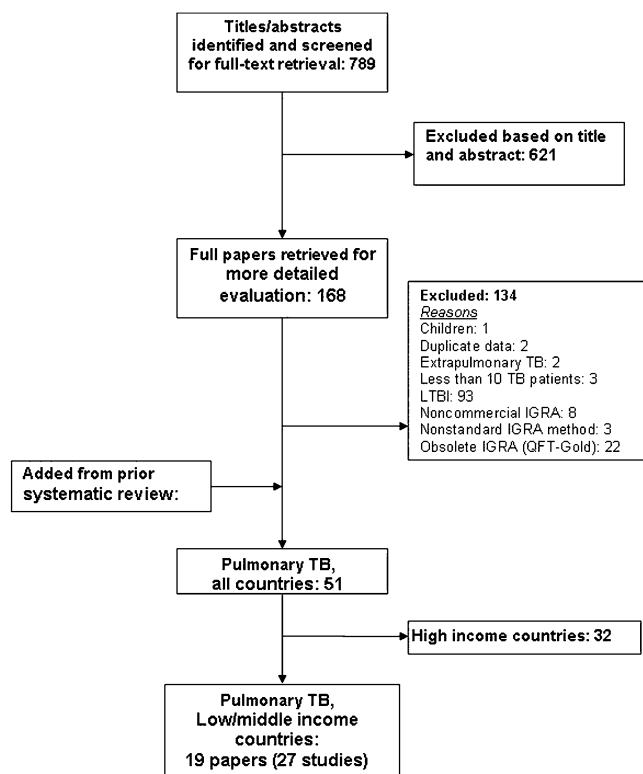 Titles/abstracts
identified and screened
for full-text retrieval: 789
Excluded based on title
and abstract: 621
Full papers retrieved for
more detailed
evaluation: 168
Excluded: 134
Reasons
Children: 1
Duplicate data: 2
Extrapulmonary TB: 2
Less than 10 TB patients: 3
LTBI: 93
Noncommercial IGRA: 8
Nonstandard IGRA method: 3
Obsolete IGRA (QFT-Gold): 22
Added from prior
systematic review:
Pulmonary TB,
all countries: 51
High income countries: 32
Pulmonary TB,
Low/middle income
countries:
19 papers (27 studies)